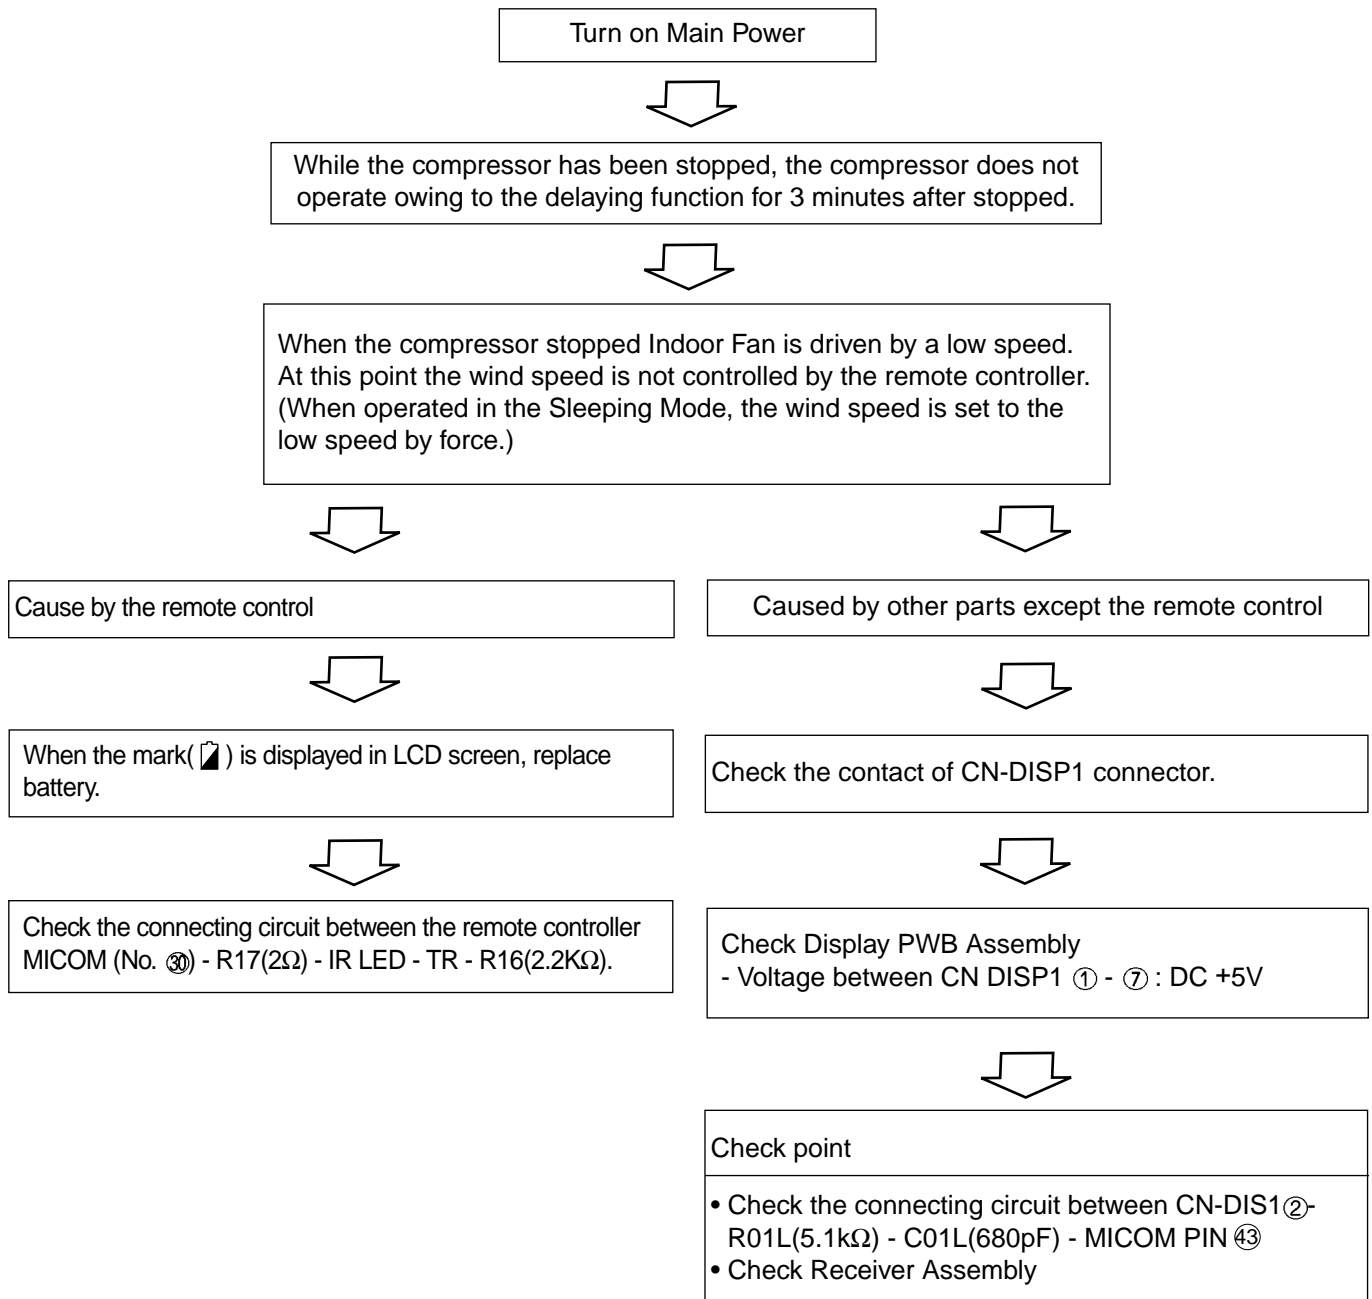 Turn on Main Power
While the compressor has been stopped, the compressor does not
operate owing to the delaying function for 3 minutes after stopped.
When the compressor stopped Indoor Fan is driven by a low speed.
At this point the wind speed is not controlled by the remote controller.
(When operated in the Sleeping Mode, the wind speed is set to the
low speed by force.)
Cause by the remote control
When the mark( ) is displayed in LCD screen, replace
battery.
Check the connecting circuit between the remote controller
MICOM (No. ㉚) - R17(2Ω) - IR LED - TR - R16(2.2KΩ).
Caused by other parts except the remote control
Check the contact of CN-DISP1 connector.
Check Display PWB Assembly
- Voltage between CN DISP1 ① - ⑦ : DC +5V
Check point
• Check the connecting circuit between CN-DIS1②-
R01L(5.1kΩ) - C01L(680pF) - MICOM PIN ㊸
• Check Receiver Assembly